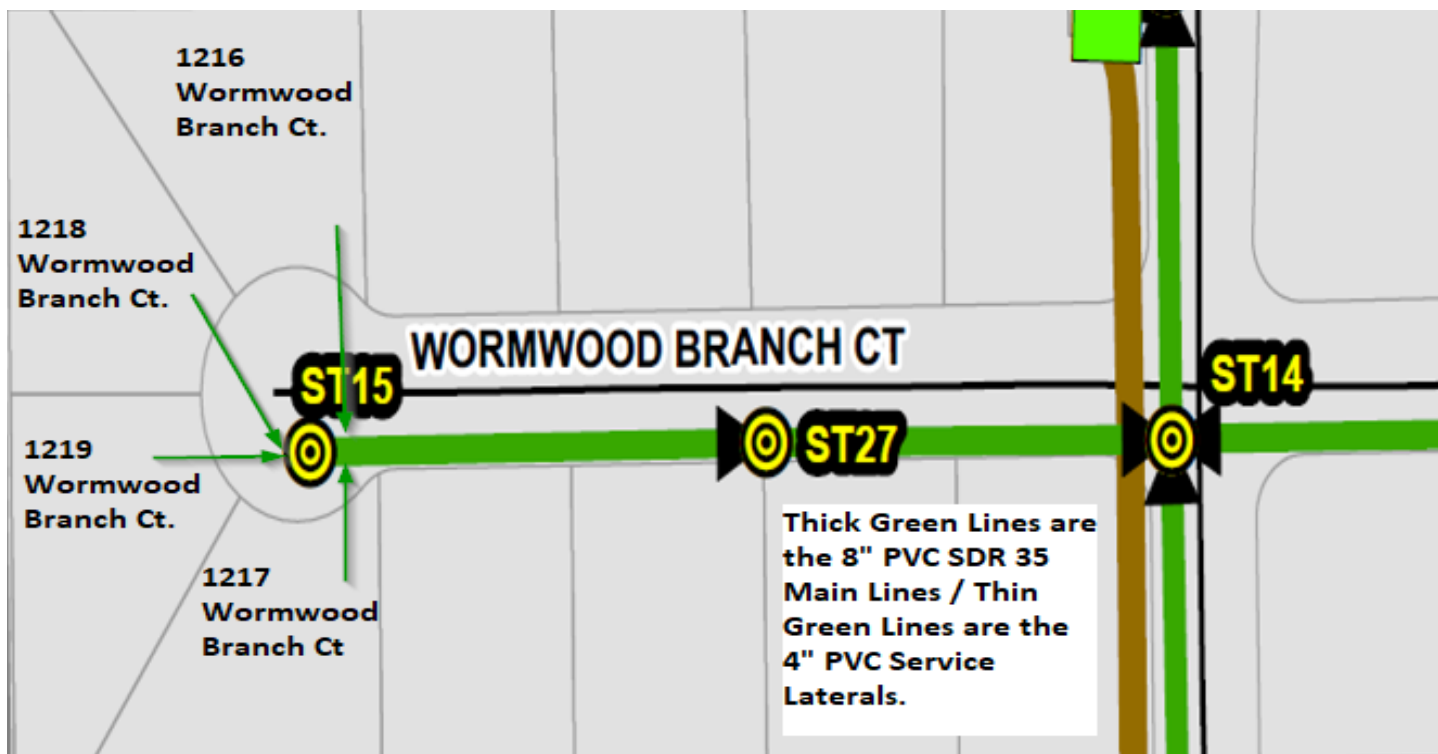 1216
Wormwood
Branch Ct.
1218
Wormwood
Branch Ct.
WORMWOOD BRANCH CT
ST15
ST14
1219
Wormwood
Branch Ct.
ST27
Thick Green Lines are
the 8" PVC SDR 35
Main Lines / Thin
Green Lines are the
4" PVC Service
Laterals.
1217
Wormwood
Branch Ct